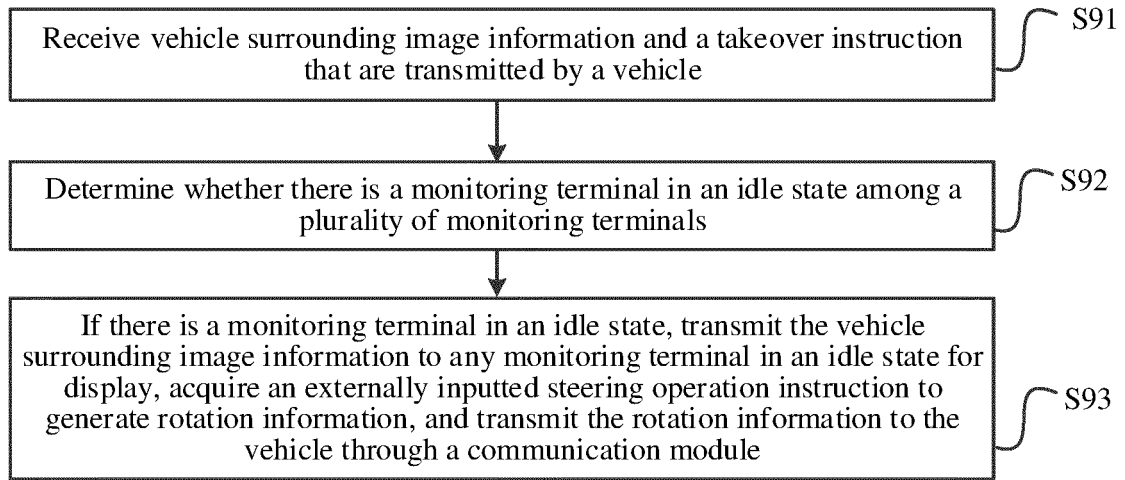 Receive vehicle surrounding image information and a takeover instruction
that are transmitted by a vehicle
S91
Determine whether there is a monitoring terminal in an idle state among a
plurality of monitoring terminals
S92
If there is a monitoring terminal in an idle state, transmit the vehicle
surrounding image information to any monitoring terminal in an idle state for
display, acquire an externally inputted steering operation instruction to
generate rotation information, and transmit the rotation information to the
vehicle through a communication module
S93